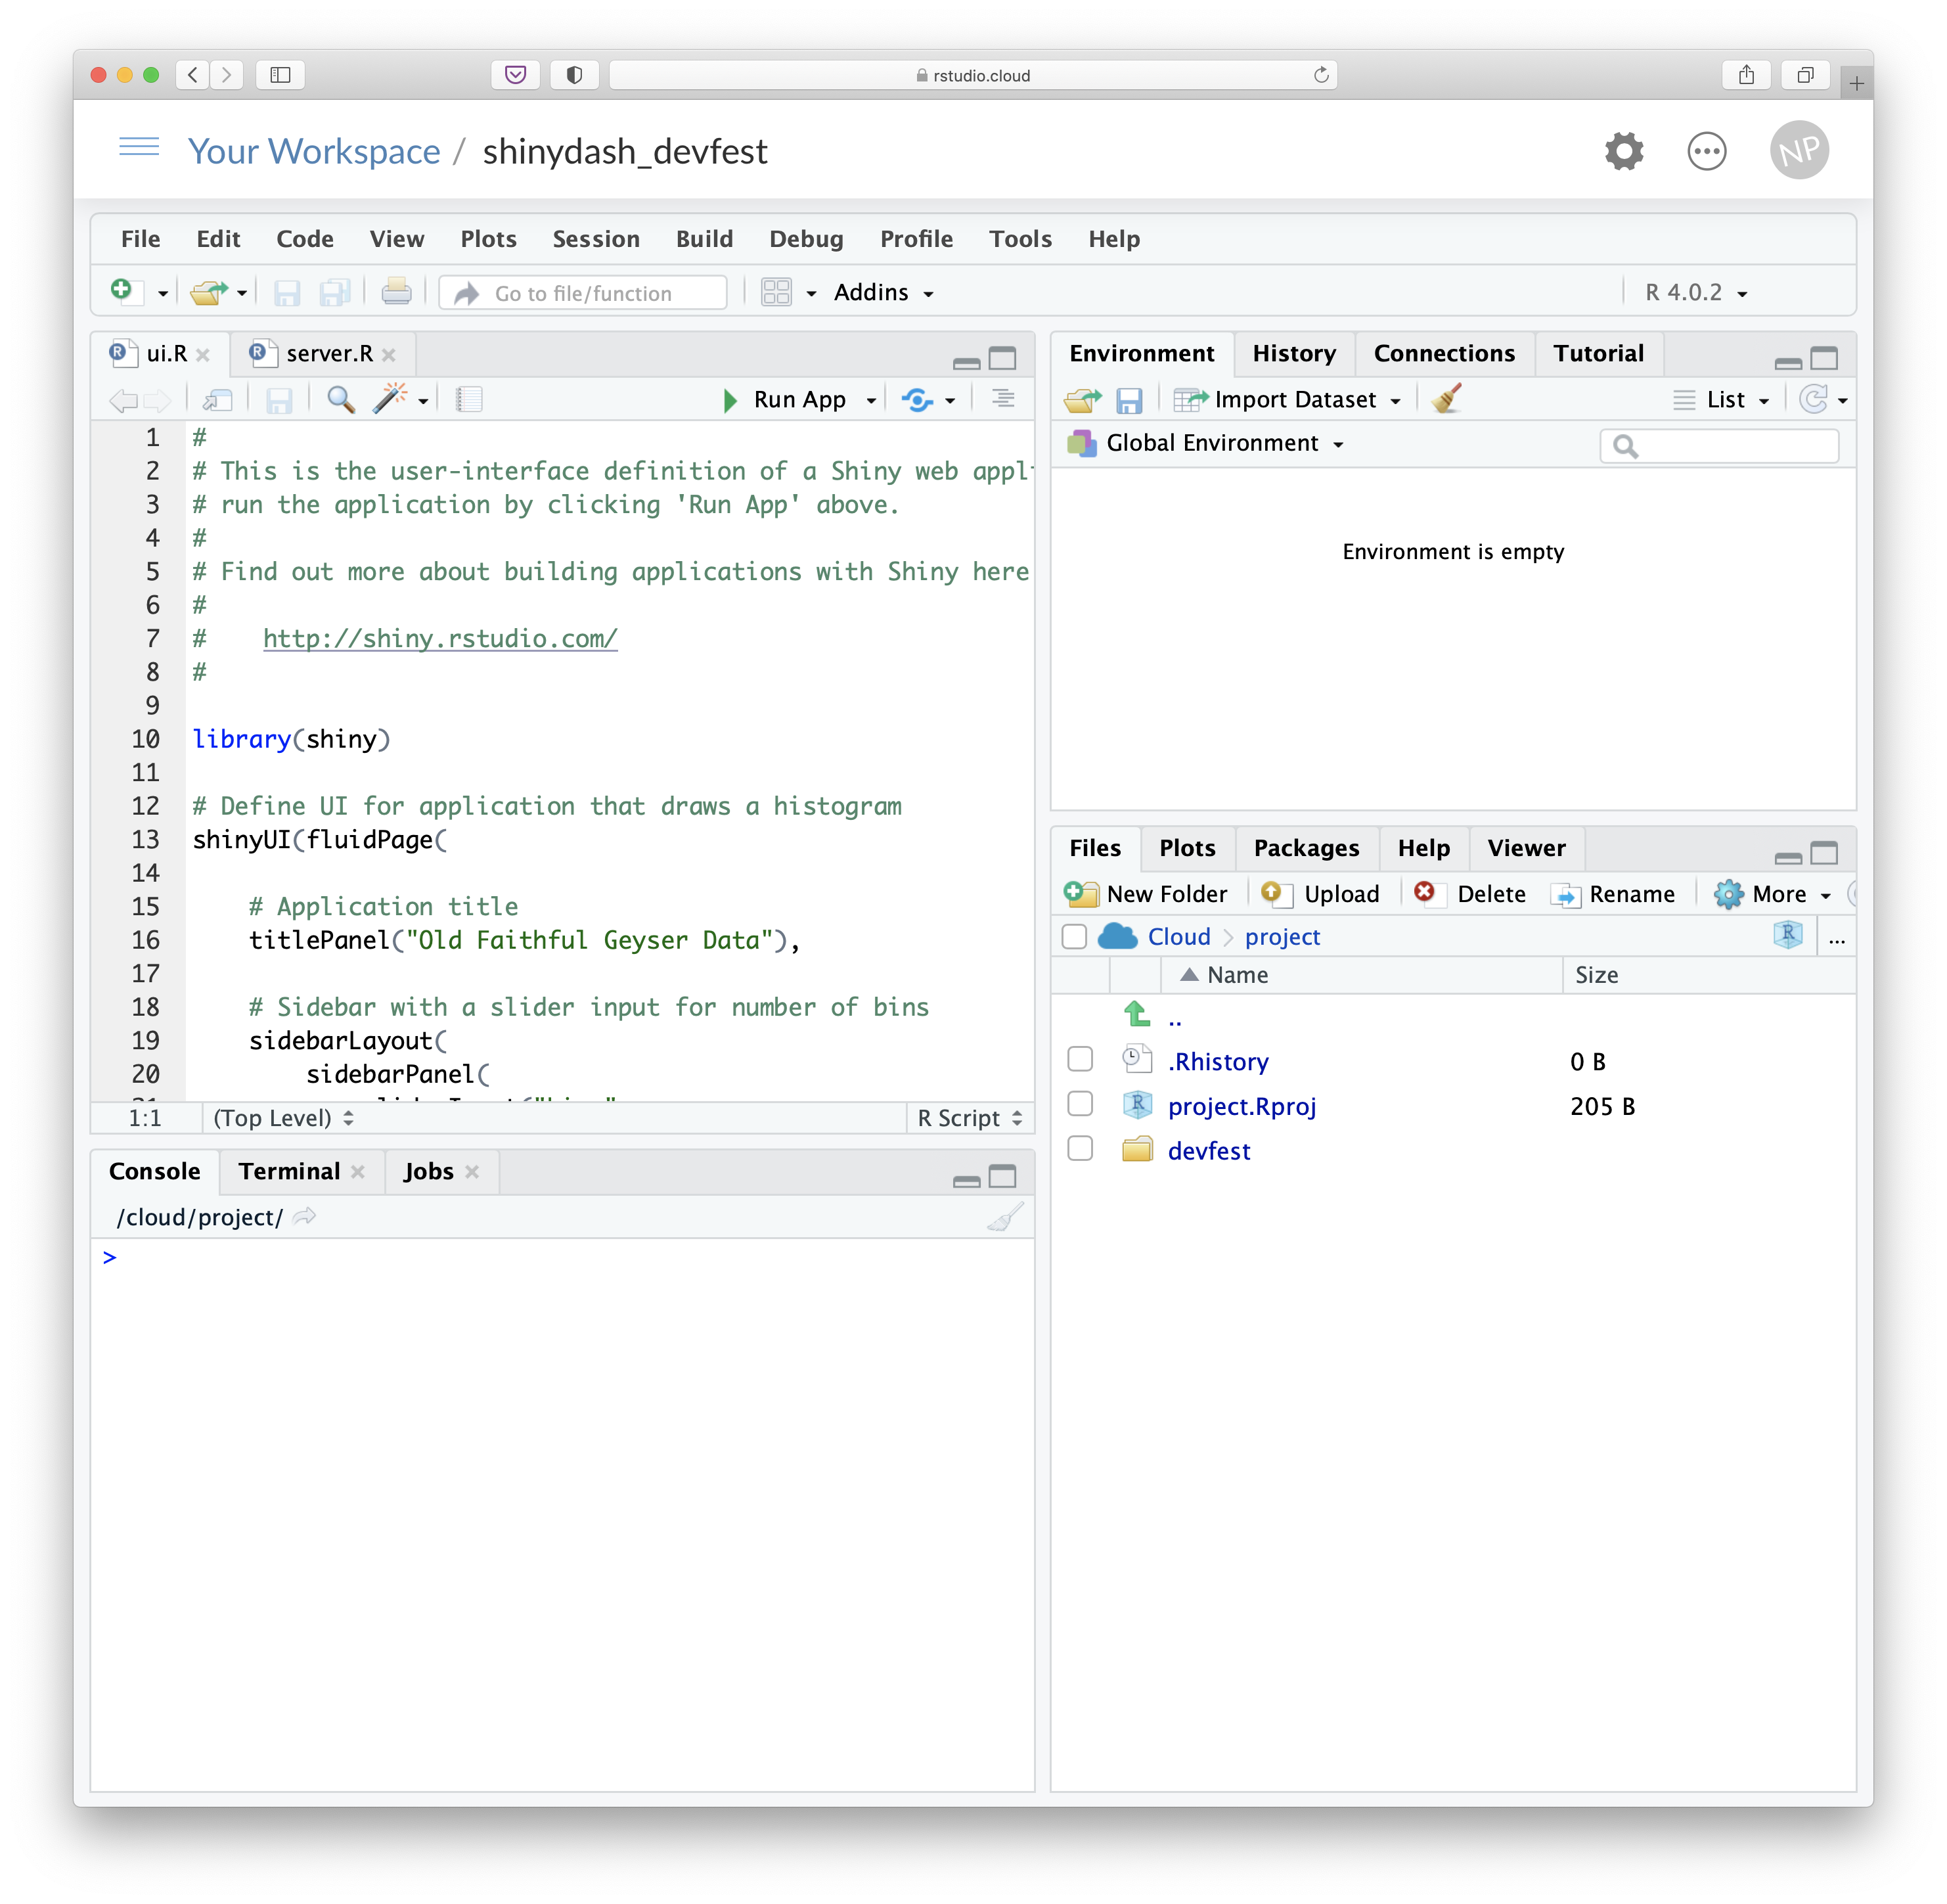 rstudio.cloud
Your Workspace / shinydash_devfest
NP
File Edit Code View Plots Session Build Debug Profile Tools Help
Go to file/function
Addins
R 4.0.2
ui.R
server.R
Run App
1 #
2 # This is the user-interface definition of a Shiny web appl
3 # run the application by clicking 'Run App' above.
4 #
5 # Find out more about building applications with Shiny here
6 #
7 #    http://shiny.rstudio.com/
8 #
9
10 library(shiny)
11
12 # Define UI for application that draws a histogram
13 shinyUI(fluidPage(
14
15     # Application title
16     titlePanel("Old Faithful Geyser Data"),
17
18     # Sidebar with a slider input for number of bins
19     sidebarLayout(
20         sidebarPanel(
1:1 (Top Level) R Script
Console Terminal Jobs
/cloud/project/
>
Environment History Connections Tutorial
Import Dataset List
Global Environment
Environment is empty
Files Plots Packages Help Viewer
New Folder Upload Delete Rename More
Cloud project ...
Name Size
..
.Rhistory 0 B
project.Rproj 205 B
devfest